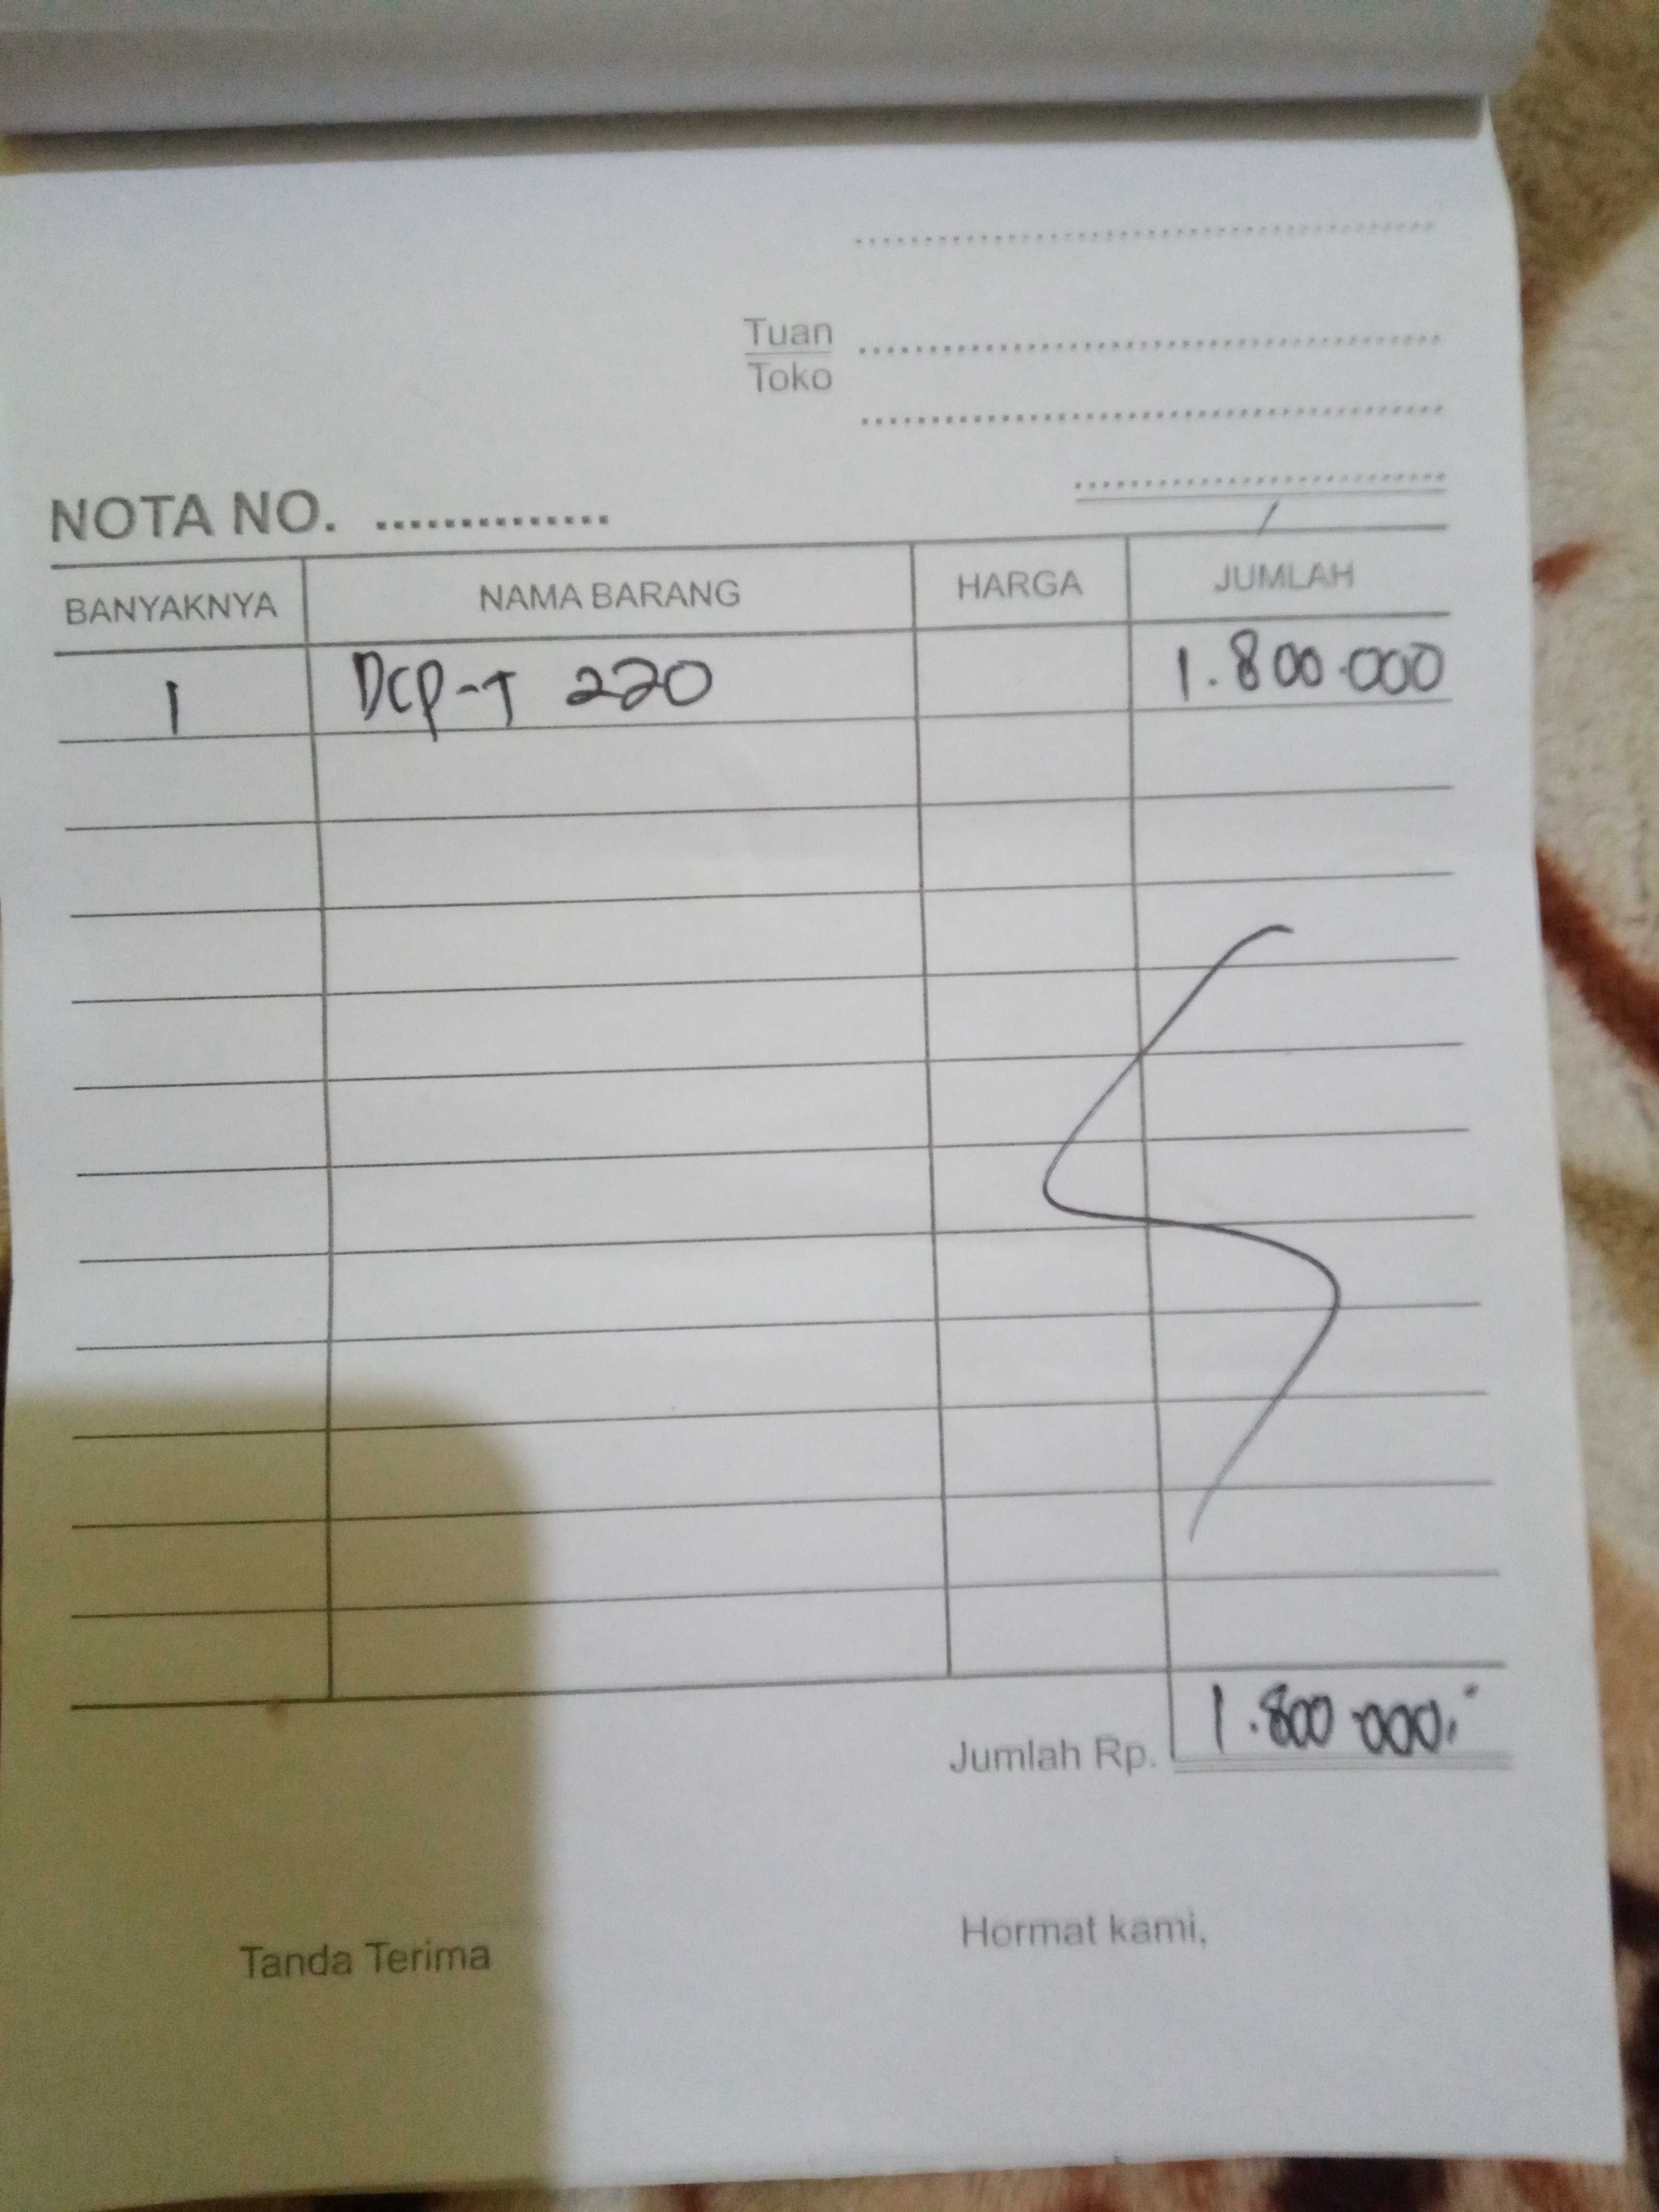 Tuan
Toko
NOTA NO. ..............
BANYAKNYA NAMA BARANG HARGA JUMLAH
1 DCP-T 220 1.800.000
Jumlah Rp. 1.800.000.-
Tanda Terima Hormat kami,